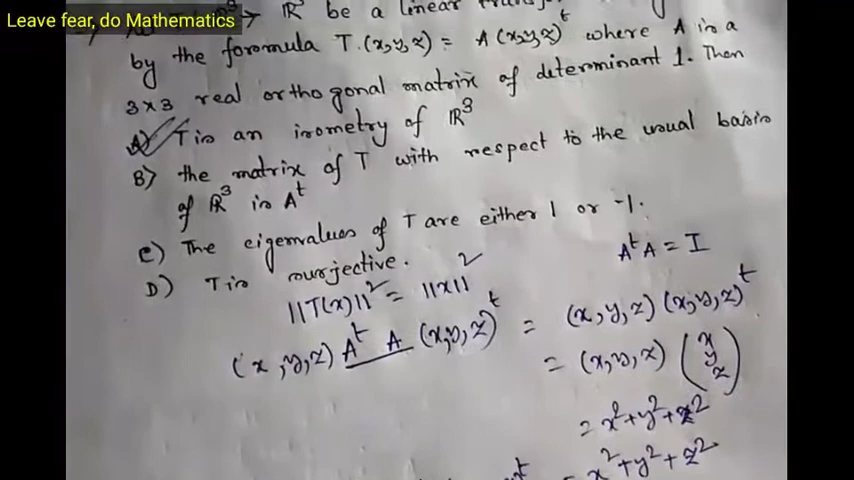 Leave fear, do Mathematics
R³ → R³ be a linear
by the foromula T.(x,y,z) = A(x,y,z)ᵗ where A is a
3×3 real orthogonal matrix of determinant 1. Then
A) T is an isometry of R³
B) the matrix of T with respect to the usual basis
of R³ is Aᵗ
C) The eigenvalues of T are either 1 or -1.
D) T is surjective.
AᵗA = I
||T(x)||² = ||x||²
(x,y,z) Aᵗ A (x,y,z)ᵗ = (x,y,z) (x,y,z)ᵗ
= (x,y,z) (x y z)
= x²+y²+z²
= x²+y²+z²